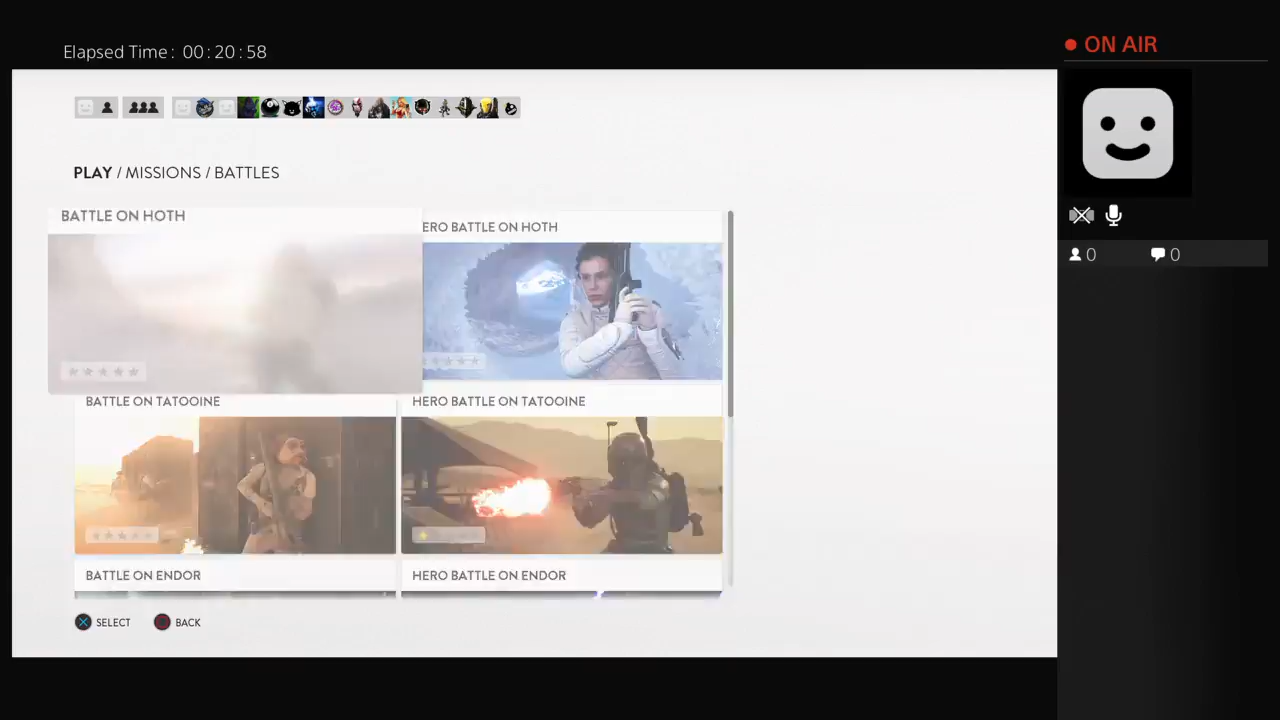 Elapsed Time: 00:20:58
ON AIR
PLAY / MISSIONS / BATTLES
BATTLE ON HOTH
ERO BATTLE ON HOTH
0 0
BATTLE ON TATOOINE
HERO BATTLE ON TATOOINE
BATTLE ON ENDOR
HERO BATTLE ON ENDOR
SELECT BACK